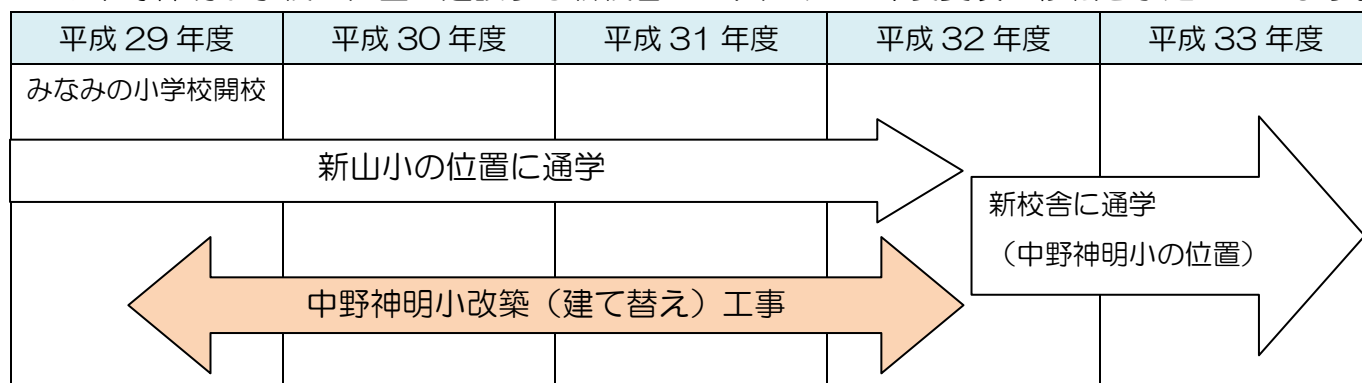 平成 29 年度
平成 30 年度
平成 31 年度
平成 32 年度
平成 33 年度
みなみの小学校開校
新山小の位置に通学
新校舎に通学
（中野神明小の位置）
中野神明小改築（建て替え）工事